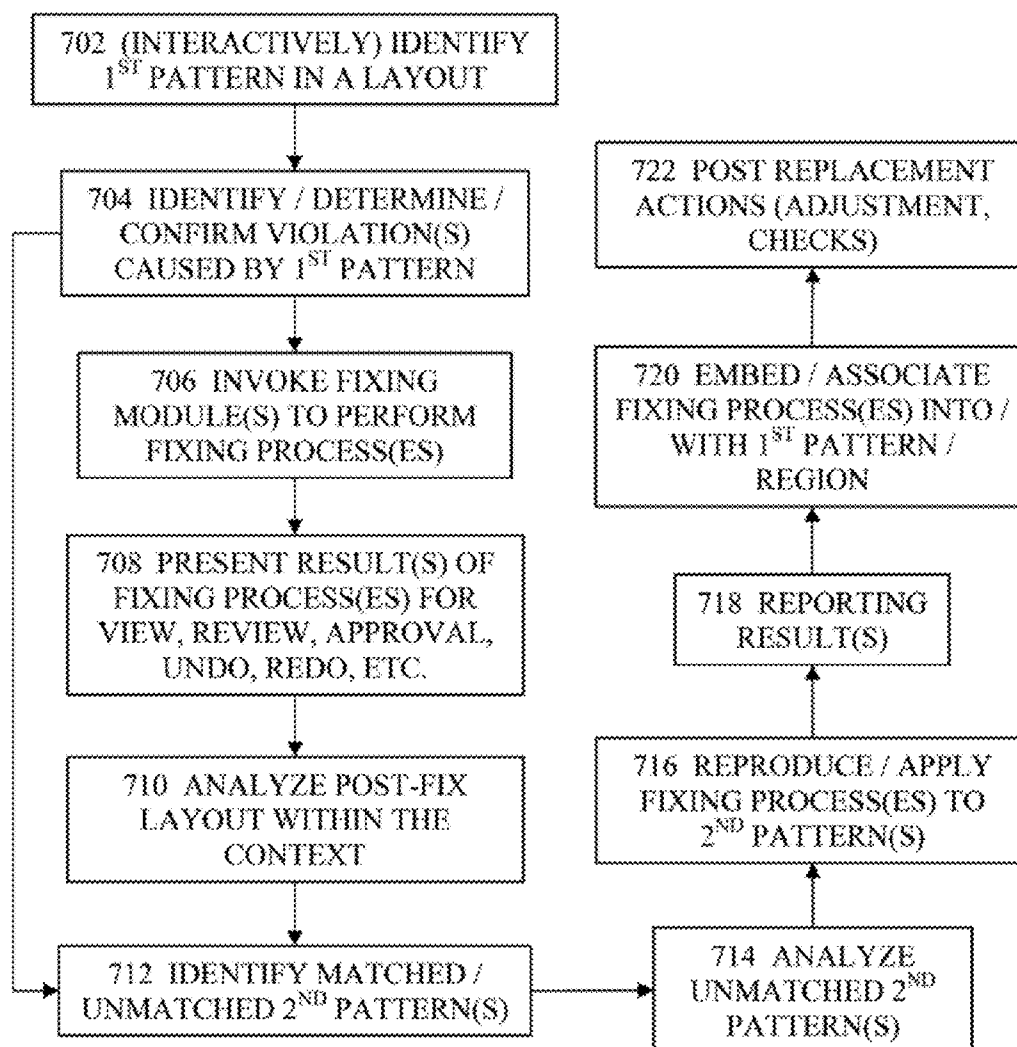 702 (INTERACTIVELY) IDENTIFY
1ST PATTERN IN A LAYOUT
704 IDENTIFY / DETERMINE /
CONFIRM VIOLATION(S)
CAUSED BY 1ST PATTERN
706 INVOKE FIXING
MODULE(S) TO PERFORM
FIXING PROCESS(ES)
708 PRESENT RESULT(S) OF
FIXING PROCESS(ES) FOR
VIEW, REVIEW, APPROVAL,
UNDO, REDO, ETC.
710 ANALYZE POST-FIX
LAYOUT WITHIN THE
CONTEXT
712 IDENTIFY MATCHED /
UNMATCHED 2ND PATTERN(S)
714 ANALYZE
UNMATCHED 2ND
PATTERN(S)
716 REPRODUCE / APPLY
FIXING PROCESS(ES) TO
2ND PATTERN(S)
718 REPORTING
RESULT(S)
720 EMBED / ASSOCIATE
FIXING PROCESS(ES) INTO /
WITH 1ST PATTERN /
REGION
722 POST REPLACEMENT
ACTIONS (ADJUSTMENT,
CHECKS)